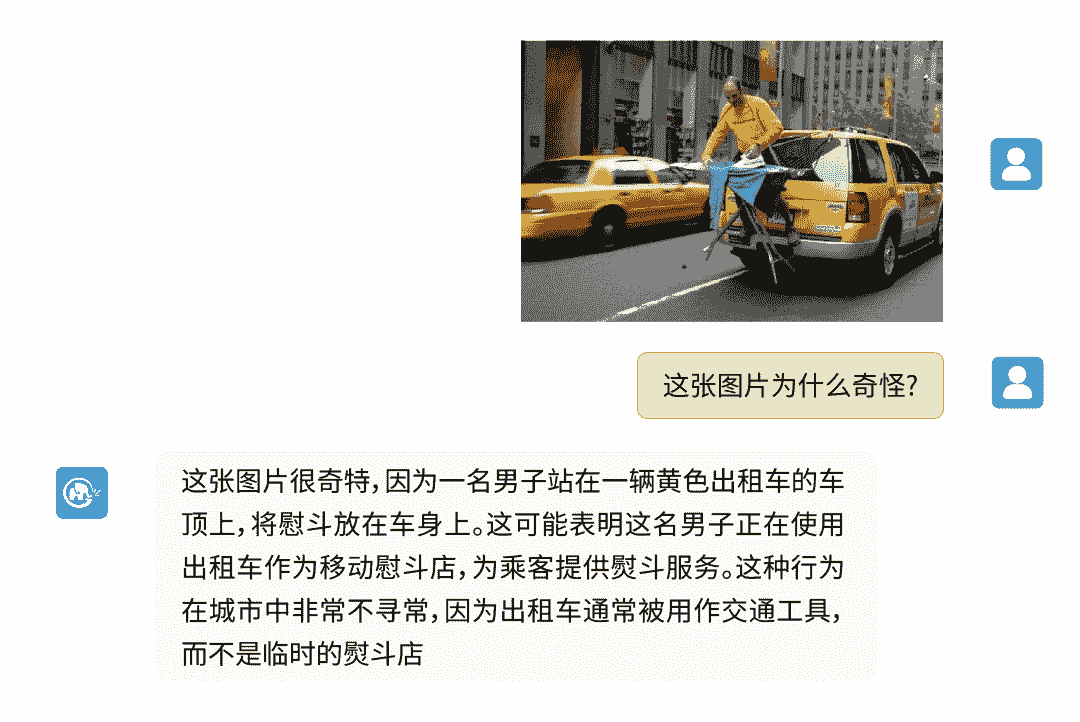 这张图片为什么奇怪?
这张图片很奇特,因为一名男子站在一辆黄色出租车的车
顶上,将熨斗放在车身上。这可能表明这名男子正在使用
出租车作为移动熨斗店,为乘客提供熨斗服务。这种行为
在城市中非常不寻常,因为出租车通常被用作交通工具,
而不是临时的熨斗店